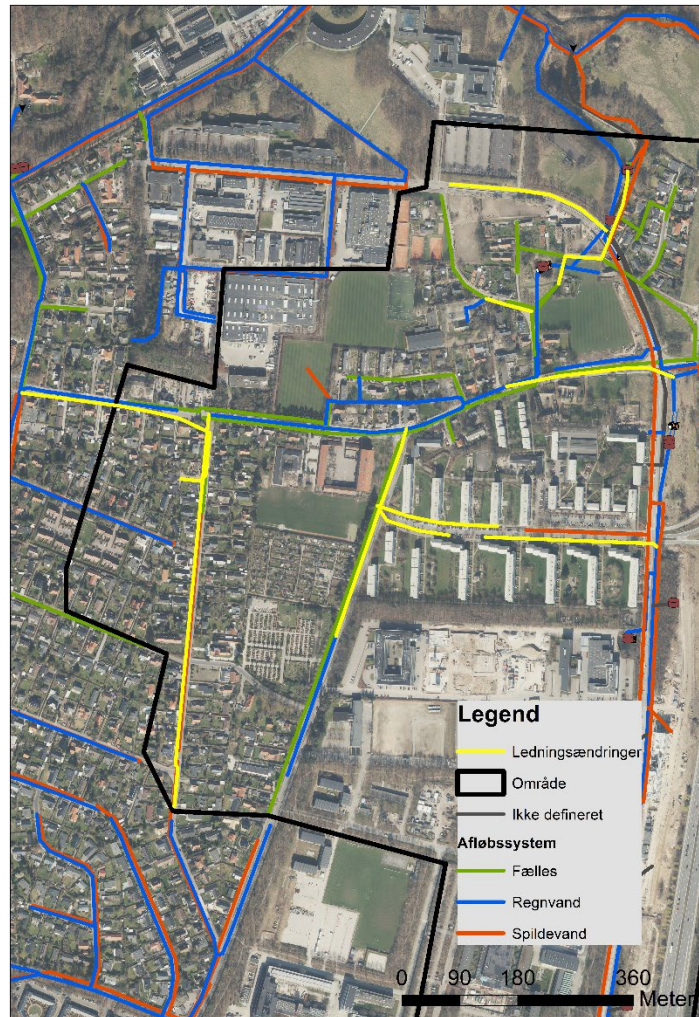 Legend
Ledningsændringer
Område
Ikke defineret
Afløbssystem
Fælles
Regnvand
Spildevand
0 90 180 360
Meter